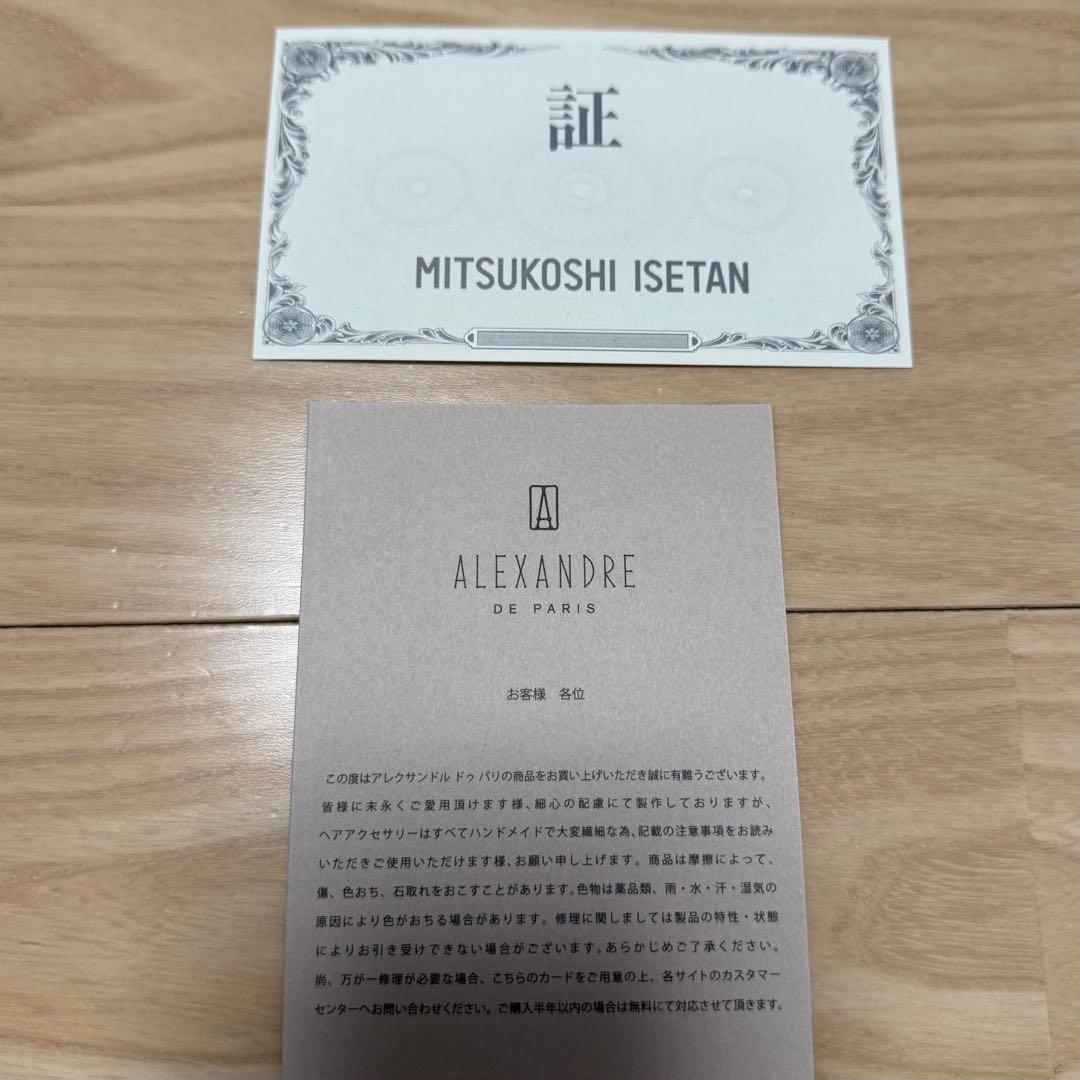 証
MITSUKOSHI ISETAN
A
ALEXANDRE
DE PARIS
お客様　各位
この度はアレクサンドル ドゥ パリの商品をお買い上げいただき誠に有難うございます。
皆様に末永くご愛用頂けます様、細心の配慮にて製作しておりますが、
ヘアアクセサリーはすべてハンドメイドで大変繊細な為、記載の注意事項をお読み
いただきご使用いただけます様、お願い申し上げます。商品は摩擦によって、
傷、色おち、石取れをおこすことがあります。色物は薬品類、雨・水・汗・湿気の
原因により色がおちる場合があります。修理に関しましては製品の特性・状態
によりお引き受けできない場合がございます。あらかじめご了承ください。
尚、万が一修理が必要な場合、こちらのカードをご用意の上、各サイトのカスタマー
センターへお問い合わせください。ご購入半年以内の場合は無料にて対応させて頂きます。